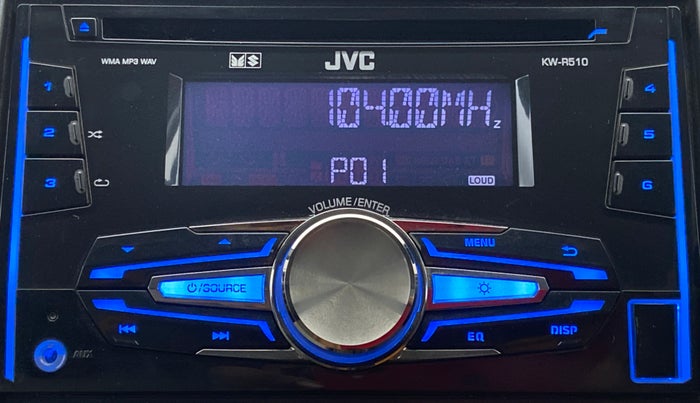 WMA MP3 WAV
JVC
KW-R510
1
2
3
4
5
6
104.00MHz
P01
LOUD
VOLUME/ENTER
MENU
/SOURCE
EQ
DISP
AUX